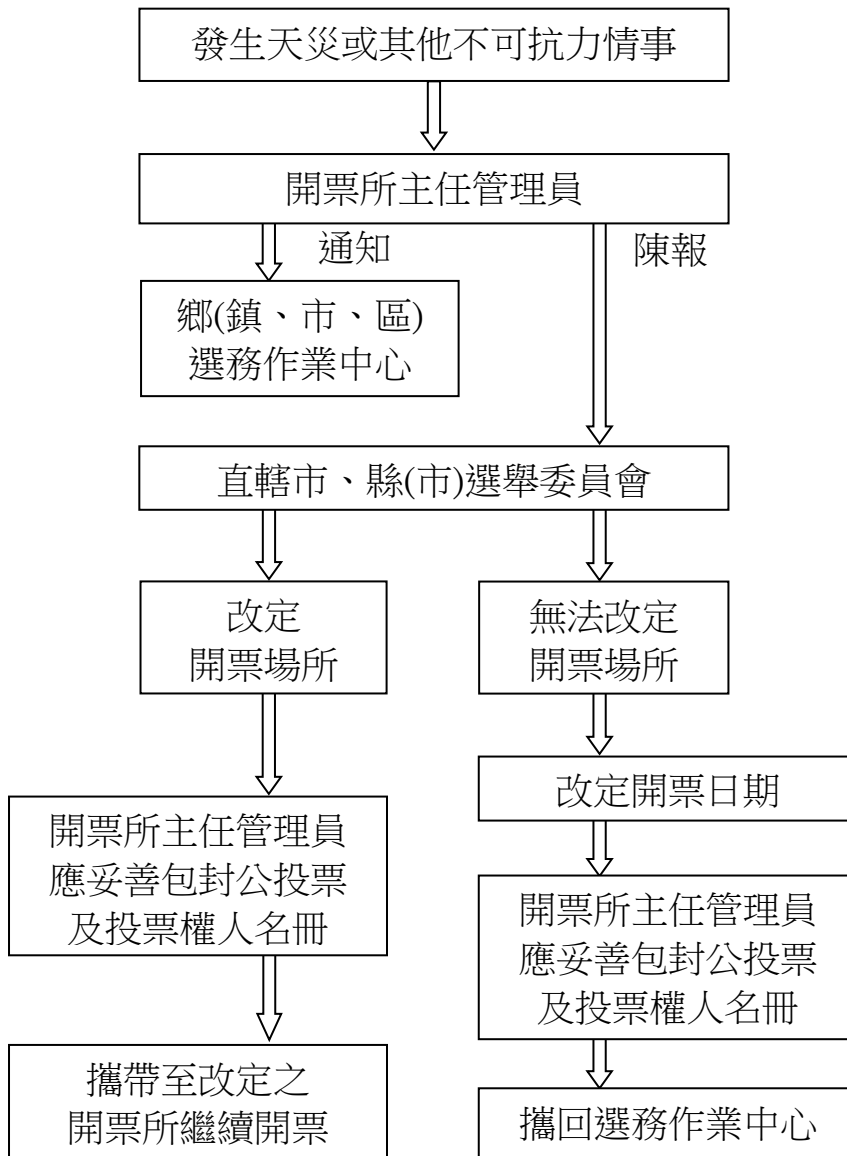 發生天災或其他不可抗力情事
開票所主任管理員
通知
陳報
鄉(鎮、市、區)
選務作業中心
直轄市、縣(市)選舉委員會
改定
開票場所
無法改定
開票場所
改定開票日期
開票所主任管理員
應妥善包封公投票
及投票權人名冊
開票所主任管理員
應妥善包封公投票
及投票權人名冊
攜帶至改定之
開票所繼續開票
攜回選務作業中心